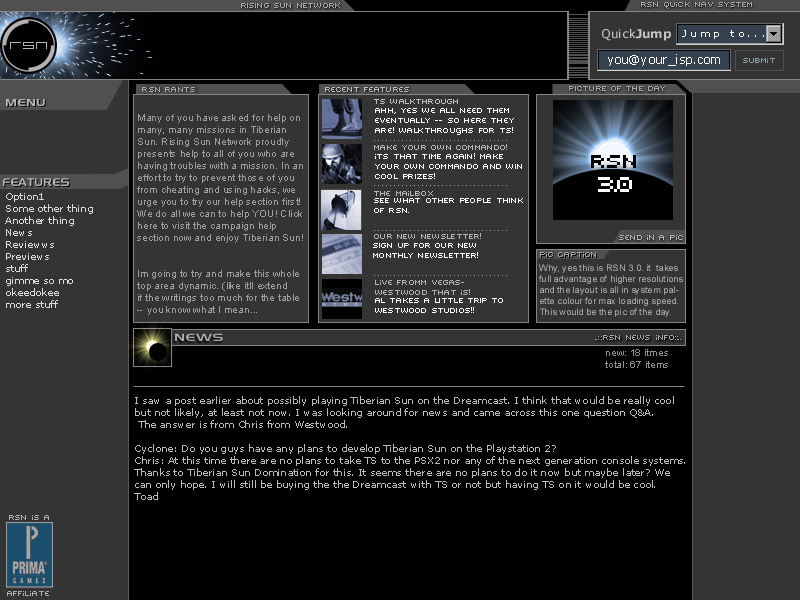 RISING SUN NETWORK
RSN QUiCK NAV SYSTEM
rsn
QuickJump
Jump to...
you@your_isp.com
SUBMiT
MENU
FEATURES
Option1
Some other thing
Another thing
News
Reviewws
Previews
stuff
gimme so mo
okeedokee
more stuff
RSN RANTS
Many of you have asked for help on
many, many missions in Tiberian
Sun. Rising Sun Network proudly
presents help to all of you who are
having troubles with a mission. In an
effort to try to prevent those of you
from cheating and using hacks, we
urge you to try our help section first!
We do all we can to help YOU! Click
here to visit the campaign help
section now and enjoy Tiberian Sun!
Im going to try and make this whole
top area dynamic. (like itll extend
if the writings too much for the table
-- you know what I mean...
RECENT FEATURES
TS WALKTHROUGH
AHH, YES WE ALL NEED THEM
EVENTUALLY -- SO HERE THEY
ARE! WALKTHROUGHS FOR TS!
MAKE YOUR OWN COMMANDO!
iTS THAT TIME AGAIN! MAKE
YOUR OWN COMMANDO AND WIN
COOL PRIZES!
THE MAILBOX
SEE WHAT OTHER PEOPLE THINK
OF RSN.
OUR NEW NEWSLETTER!
SIGN UP FOR OUR NEW
MONTHLY NEWSLETTER!
Westw
LiVE FROMM VEGAS-
WESTWOOD THAT iS!
AL TAKES A LITTLE TRIP TO
WESTWOOD STUDIOS!!
PICTURE OF THE DAY
RSN
3.0
SEND iN A PiC
PiC CAPTiON
Why, yes this is RSN 3.0. it takes
full advantage of higher resolutions
and the layout is all in system pal-
ette colour for max loading speed.
This would be the pic of the day.
NEWS
.::RSN NEWS iNFO::.
new: 18 itmes
total: 67 items
I saw a post earlier about possibly playing Tiberian Sun on the Dreamcast. I think that would be really cool
but not likely, at least not now. I was looking around for news and came across this one question Q&A.
The answer is from Chris from Westwood.
Cyclone: Do you guys have any plans to develop Tiberian Sun on the Playstation 2?
Chris: At this time there are no plans to take TS to the PSX2 nor any of the next generation console systems.
Thanks to Tiberian Sun Domination for this. It seems there are no plans to do it now but maybe later? We
can only hope. I will still be buying the the Dreamcast with TS or not but having TS on it would be cool.
Toad
RSN iS A
P
PRIMA
GAMES
AFFiLiATE